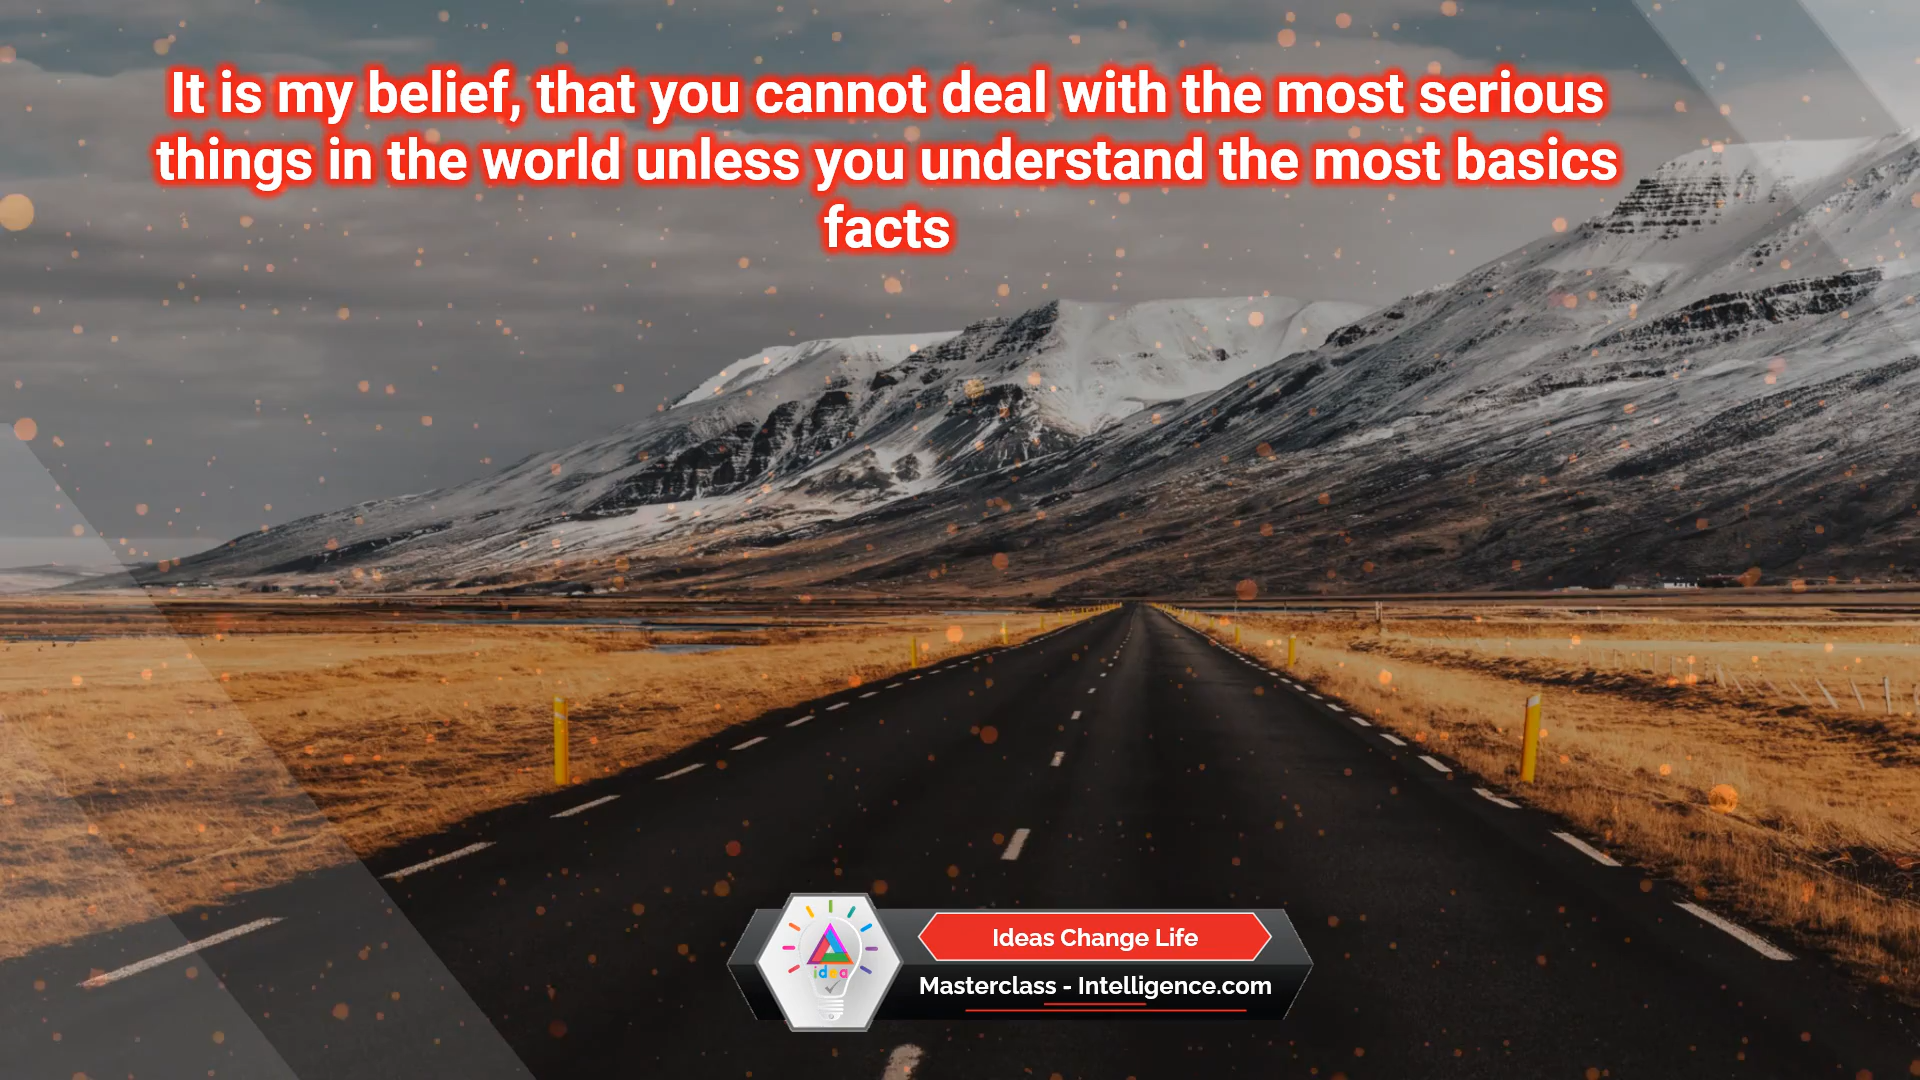 It is my belief, that you cannot deal with the most serious
things in the world unless you understand the most basics
facts
idea
Ideas Change Life
Masterclass - Intelligence.com